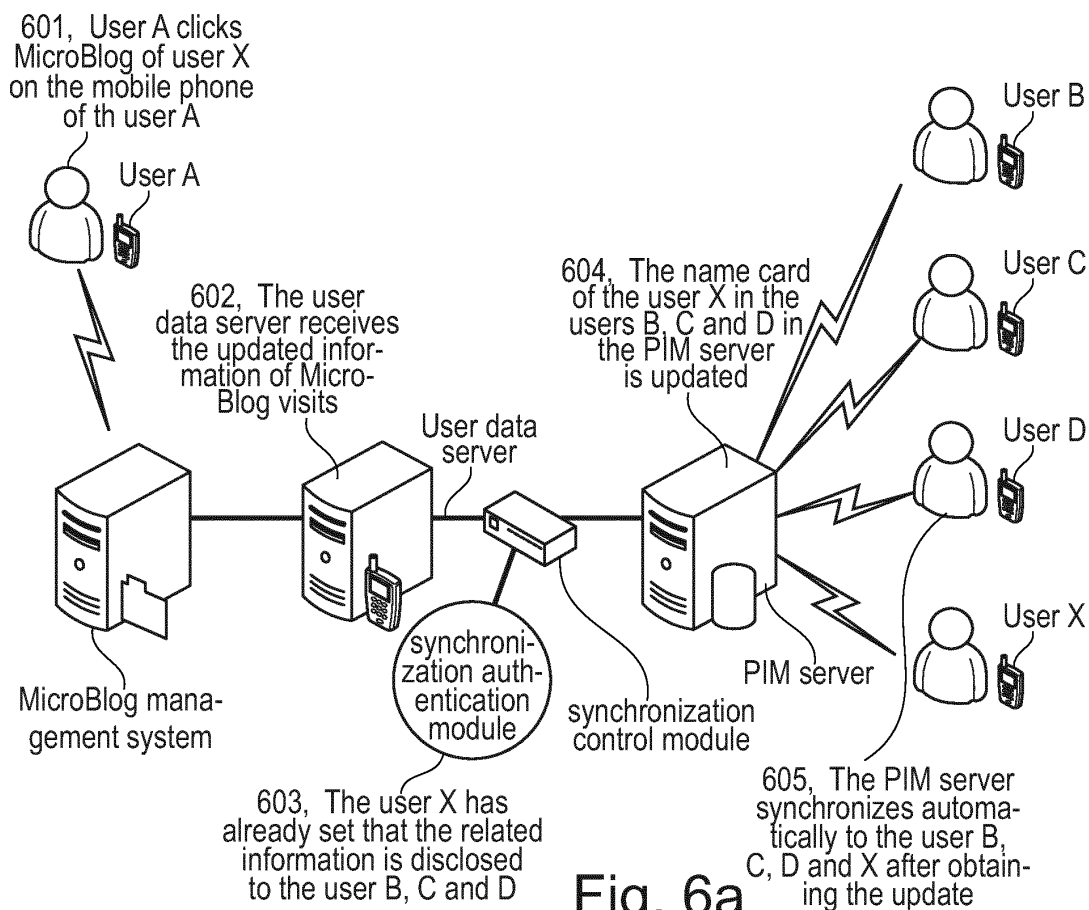 601, User A clicks
MicroBlog of user X
on the mobile phone
of th user A
User A
602, The user
data server receives
the updated infor-
mation of Micro-
Blog visits
User data
server
604, The name card
of the user X in the
users B, C and D in
the PIM server
is updated
User B
User C
User D
User X
MicroBlog mana-
gement system
synchroni-
zation auth-
entication
module
synchronization
control module
PIM server
603, The user X has
already set that the related
information is disclosed
to the user B, C and D
605, The PIM server
synchronizes automa-
tically to the user B,
C, D and X after obtain-
ing the update
Fig. 6a